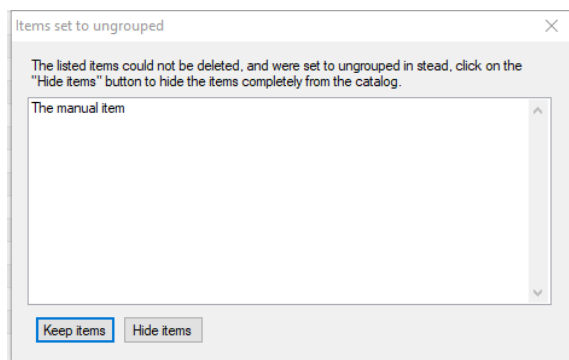 Items set to ungrouped
The listed items could not be deleted, and were set to ungrouped in stead, click on the
"Hide items" button to hide the items completely from the catalog.
The manual item
Keep items Hide items